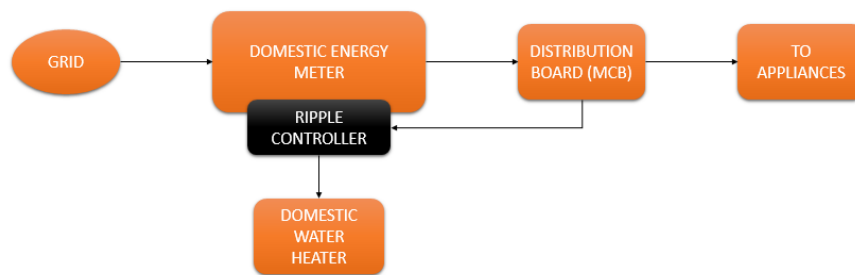 GRID
DOMESTIC ENERGY
METER
DISTRIBUTION
BOARD (MCB)
TO
APPLIANCES
RIPPLE
CONTROLLER
DOMESTIC
WATER
HEATER